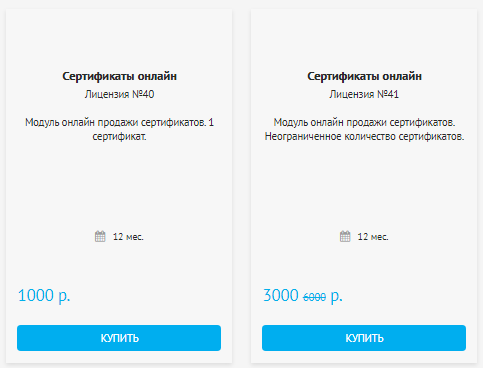 Сертификаты онлайн
Лицензия №40
Модуль онлайн продажи сертификатов. 1
сертификат.
12 мес.
1000 р.
КУПИТЬ
Сертификаты онлайн
Лицензия №41
Модуль онлайн продажи сертификатов.
Неограниченное количество сертификатов.
12 мес.
3000 6000 р.
КУПИТЬ